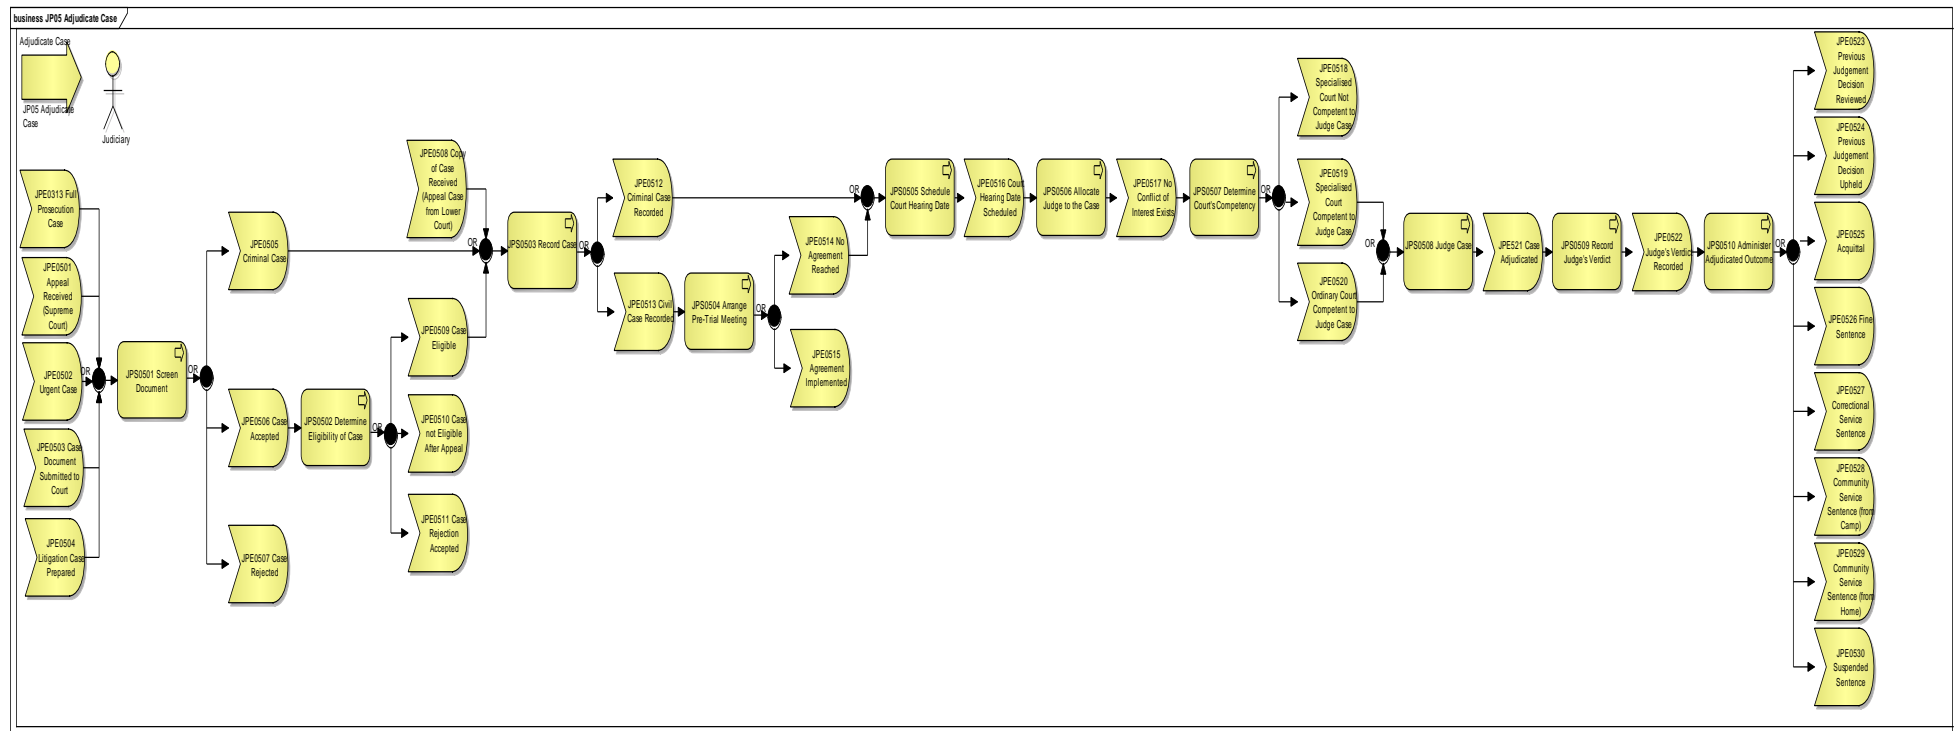 business JP05 Adjudicate Case
Adjudicate Case
JP05 Adjudicate
Case
Judiciary
JPE0313 Full
Prosecution
Case
JPE0501
Appeal
Received
(Supreme
Court)
JPE0502
Urgent Case
JPE0503 Case
Document
Submitted to
Court
JPE0504
Litigation Case
Prepared
OR
JPS0501 Screen
Document
OR
JPE0505
Criminal Case
JPE0506 Case
Accepted
JPE0507 Case
Rejected
JPS0502 Determine
Eligibility of Case
OR
JPE0508 Copy
of Case
Received
(Appeal Case
from Lower
Court)
JPE0509 Case
Eligible
JPE0510 Case
not Eligible
After Appeal
JPE0511 Case
Rejection
Accepted
OR
JPS0503 Record Case
OR
JPE0512
Criminal Case
Recorded
JPE0513 Civil
Case Recorded
JPS0504 Arrange
Pre-Trial Meeting
OR
JPE0514 No
Agreement
Reached
JPE0515
Agreement
Implemented
OR
JPS0505 Schedule
Court Hearing Date
JPE0516 Court
Hearing Date
Scheduled
JPS0506 Allocate
Judge to the Case
JPE0517 No
Conflict of
Interest Exists
JPS0507 Determine
Court's Competency
OR
JPE0518
Specialised
Court Not
Competent to
Judge Case
JPE0519
Specialised
Court
Competent to
Judge Case
JPE0520
Ordinary Court
Competent to
Judge Case
OR
JPS0508 Judge Case
JPE521 Case
Adjudicated
JPS0509 Record
Judge's Verdict
JPE0522
Judge's Verdict
Recorded
JPS0510 Administer
Adjudicated Outcome
OR
JPE0523
Previous
Judgement
Decision
Reviewed
JPE0524
Previous
Judgement
Decision
Upheld
JPE0525
Acquittal
JPE0526 Fine
Sentence
JPE0527
Correctional
Service
Sentence
JPE0528
Community
Service
Sentence (from
Camp)
JPE0529
Community
Service
Sentence (from
Home)
JPE0530
Suspended
Sentence